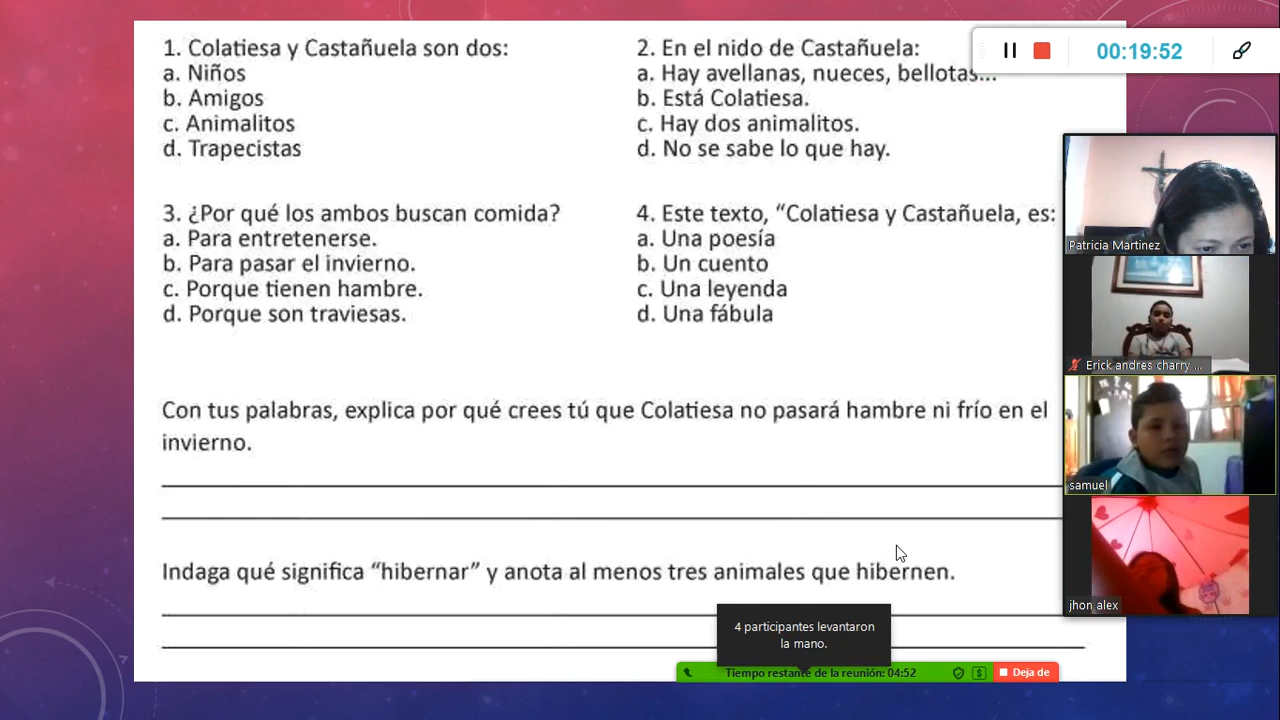 1. Colatiesa y Castañuela son dos:
a. Niños
b. Amigos
c. Animalitos
d. Trapecistas
2. En el nido de Castañuela:
a. Hay avellanas, nueces, bellotas...
b. Está Colatiesa.
c. Hay dos animalitos.
d. No se sabe lo que hay.
3. ¿Por qué los ambos buscan comida?
a. Para entretenerse.
b. Para pasar el invierno.
c. Porque tienen hambre.
d. Porque son traviesas.
4. Este texto, “Colatiesa y Castañuela, es:
a. Una poesía
b. Un cuento
c. Una leyenda
d. Una fábula
Con tus palabras, explica por qué crees tú que Colatiesa no pasará hambre ni frío en el
invierno.
Indaga qué significa “hibernar” y anota al menos tres animales que hibernen.
00:19:52
Patricia Martinez
Erick andres charry ...
samuel
jhon alex
4 participantes levantaron
la mano.
Tiempo restante de la reunión: 04:52
Deja de